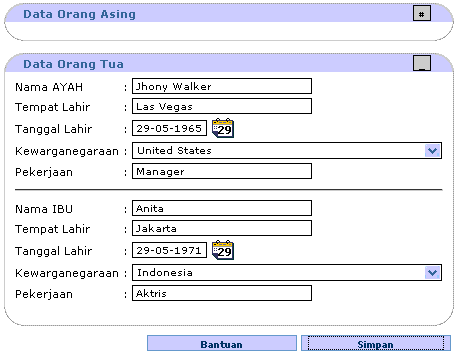 Data Orang Asing #
Data Orang Tua _
Nama AYAH : Jhony Walker
Tempat Lahir : Las Vegas
Tanggal Lahir : 29-05-1965 29
Kewarganegaraan : United States
Pekerjaan : Manager
Nama IBU : Anita
Tempat Lahir : Jakarta
Tanggal Lahir : 29-05-1971 29
Kewarganegaraan : Indonesia
Pekerjaan : Aktris
Bantuan Simpan